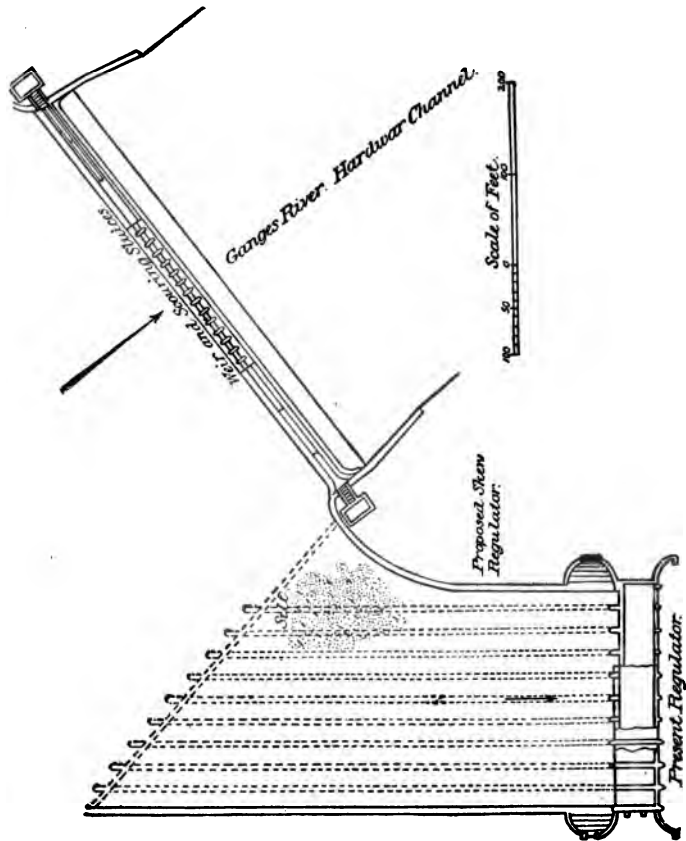 Ganges River. Hardwar Channel.
Weir and Scouring Sluices
Scale of Feet.
100 50 0 100 200
Proposed Skew
Regulator.
Silt
Present Regulator.